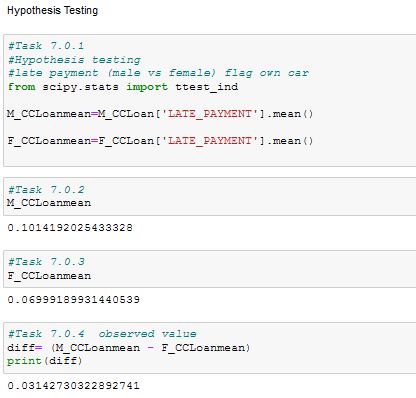 Hypothesis Testing
#Task 7.0.1
#Hypothesis testing
#late payment (male vs female) flag own car
from scipy.stats import ttest_ind
M_CCLoanmean=M_CCLoan['LATE_PAYMENT'].mean()
F_CCLoanmean=F_CCLoan['LATE_PAYMENT'].mean()
#Task 7.0.2
M_CCLoanmean
0.1014192025433328
#Task 7.0.3
F_CCLoanmean
0.06999189931440539
#Task 7.0.4  observed value
diff= (M_CCLoanmean - F_CCLoanmean)
print(diff)
0.03142730322892741